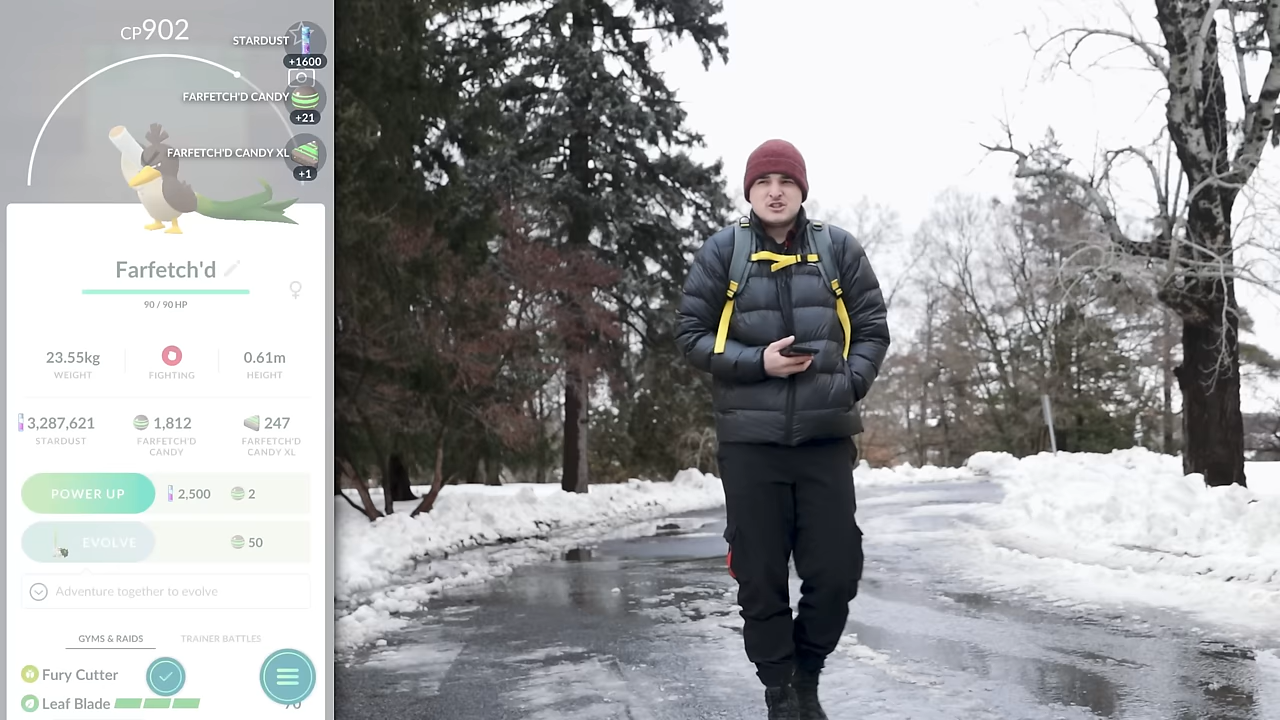 CP902
STARDUST
+1600
FARFETCH'D CANDY
+21
FARFETCH'D CANDY XL
+1
Farfetch'd
90 / 90 HP
23.55kg
WEIGHT
FIGHTING
0.61m
HEIGHT
3,287,621
STARDUST
1,812
FARFETCH'D
CANDY
247
FARFETCH'D
CANDY XL
POWER UP
2,500
2
EVOLVE
50
Adventure together to evolve
GYMS & RAIDS
TRAINER BATTLES
Fury Cutter
Leaf Blade
70